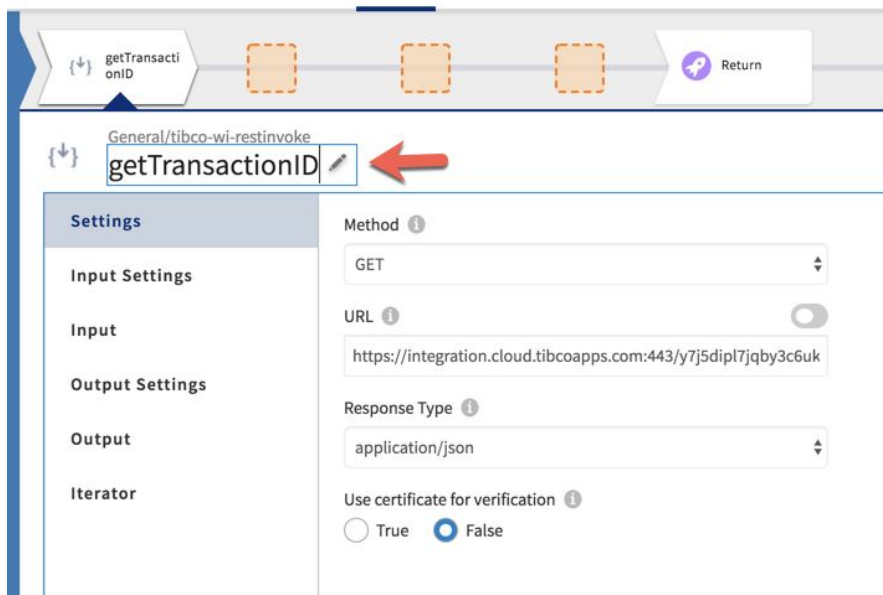 getTransacti
onID
Return
General/tibco-wi-restinvoke
getTransactionID
Settings
Input Settings
Input
Output Settings
Output
Iterator
Method
GET
URL
https://integration.cloud.tibcoapps.com:443/y7j5dipl7jqby3c6uk
Response Type
application/json
Use certificate for verification
True False